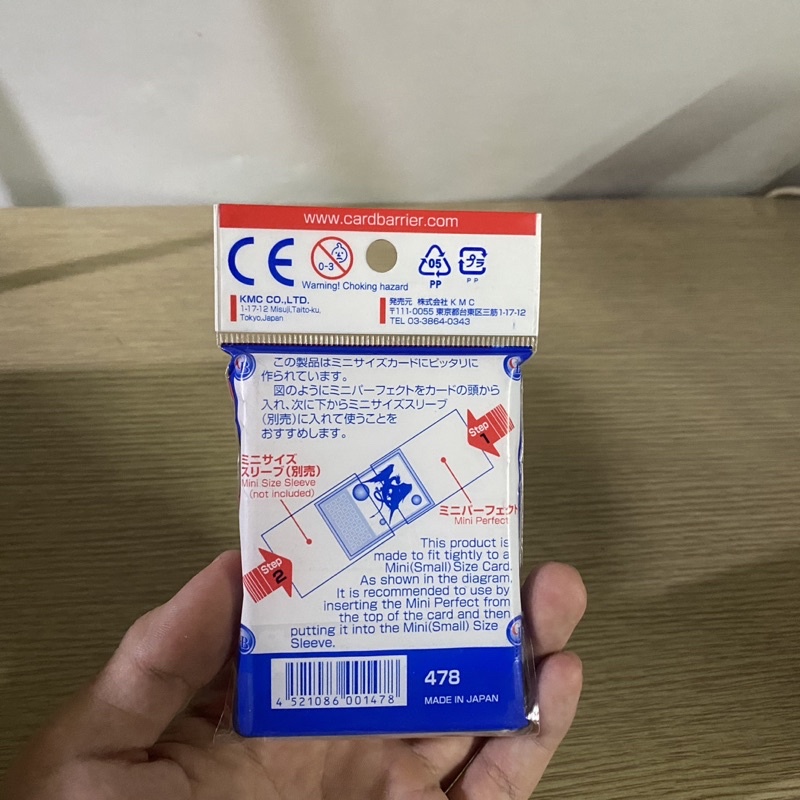 www.cardbarrier.com
CE
0-3
Warning! Choking hazard
05
PP
プラ
PP
KMC CO.,LTD.
1-17-12 Misuji,Taito-ku,
Tokyo,Japan
発売元 株式会社 KMC
〒111-0055 東京都台東区三筋1-17-12
TEL 03-3864-0343
この製品はミニサイズカードにピッタリに
作られています。
図のようにミニパーフェクトをカードの頭から
入れ、次に下からミニサイズスリーブ
(別売)に入れて使うことを
おすすめします。
Step 1
ミニサイズ
スリーブ(別売)
Mini Size Sleeve
(not included)
ミニパーフェクト
Mini Perfect
Step 2
This product is
made to fit tightly to a
Mini(Small) Size Card.
As shown in the diagram.
It is recommended to use by
inserting the Mini Perfect from
the top of the card and then
putting it into the Mini(Small) Size
Sleeve.
4 521086 001478
478
MADE IN JAPAN